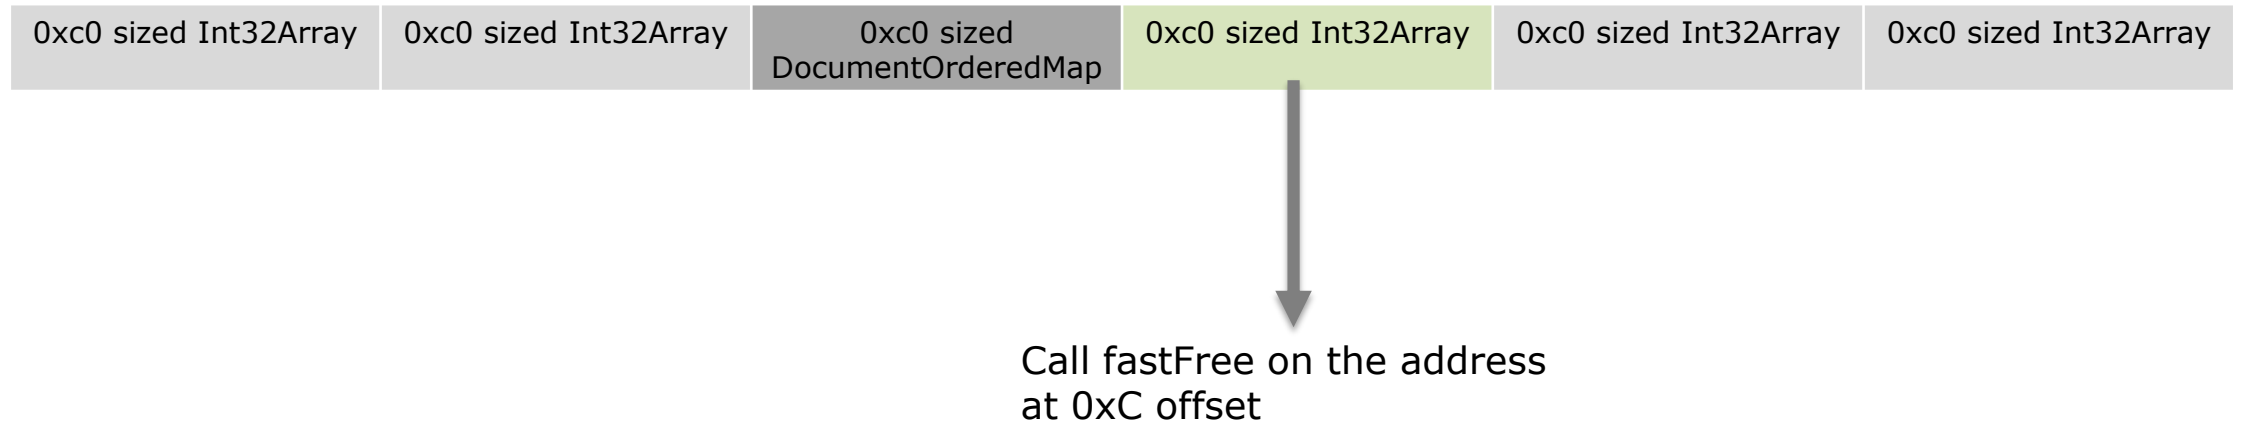 0xc0 sized Int32Array
0xc0 sized Int32Array
0xc0 sized
DocumentOrderedMap
0xc0 sized Int32Array
0xc0 sized Int32Array
0xc0 sized Int32Array
Call fastFree on the address
at 0xC offset